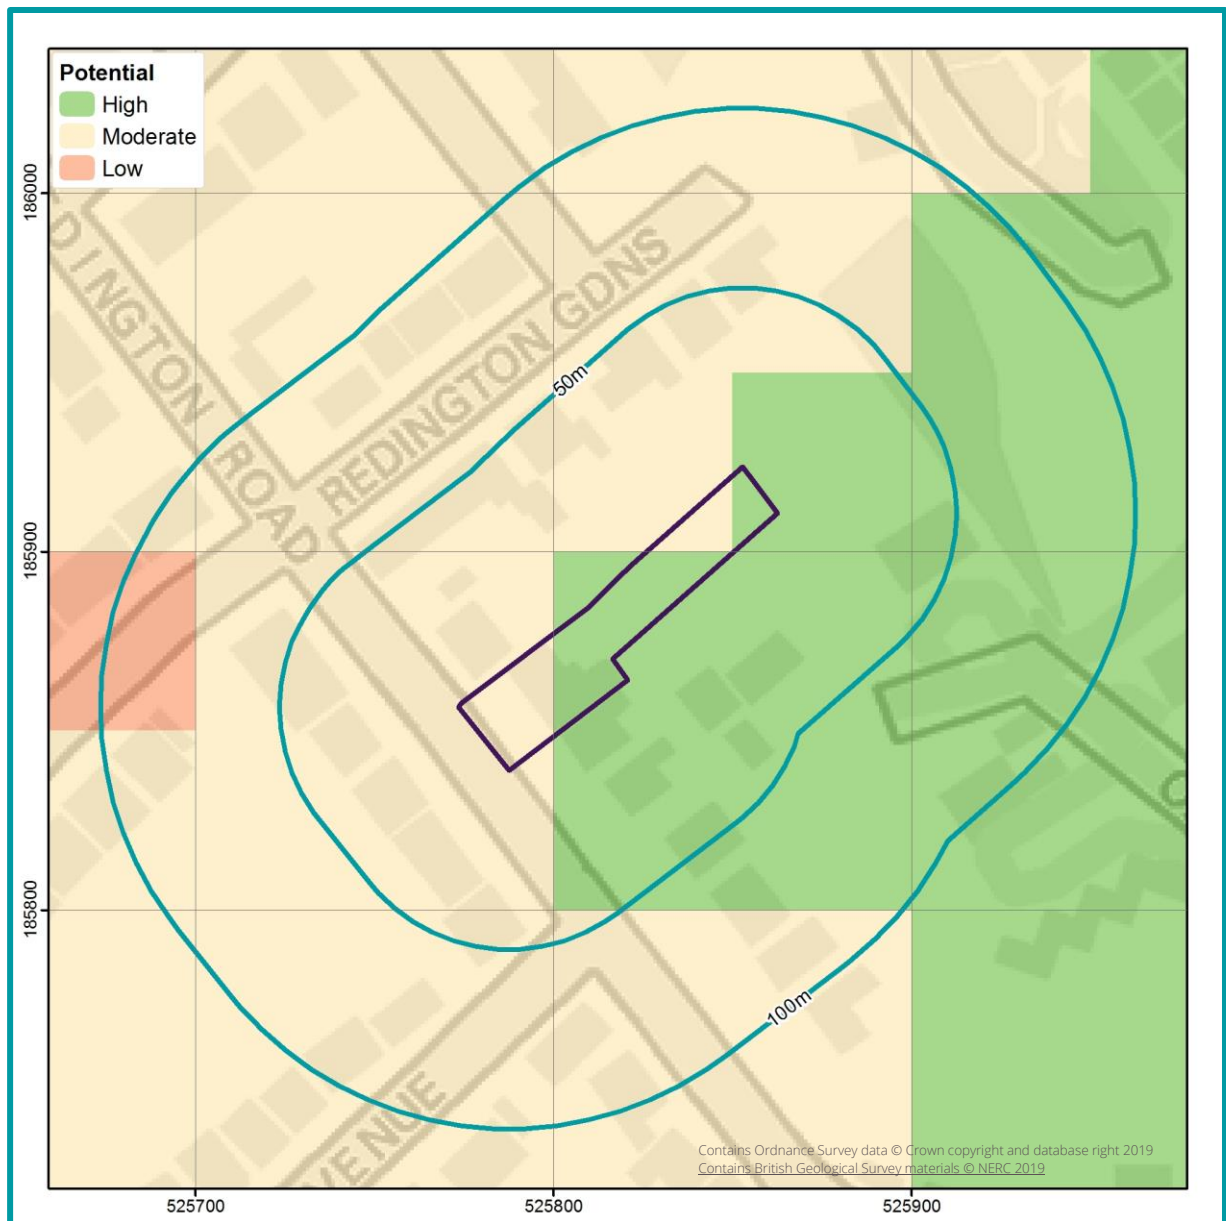 Potential
High
Moderate
Low
186000
185900
185800
DINGTON ROAD
REDINGTON GDNS
50m
100m
VENUE
Contains Ordnance Survey data © Crown copyright and database right 2019
Contains British Geological Survey materials © NERC 2019
525700
525800
525900